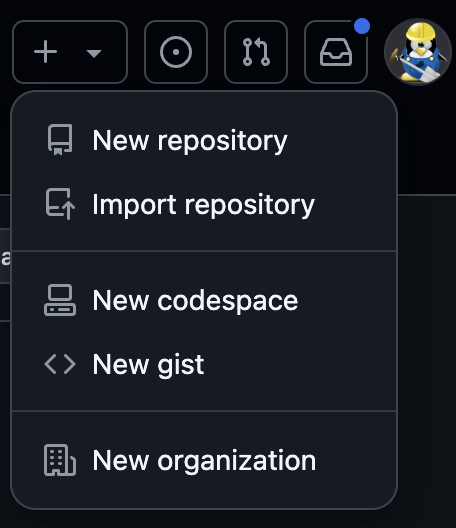 New repository
Import repository
New codespace
New gist
New organization